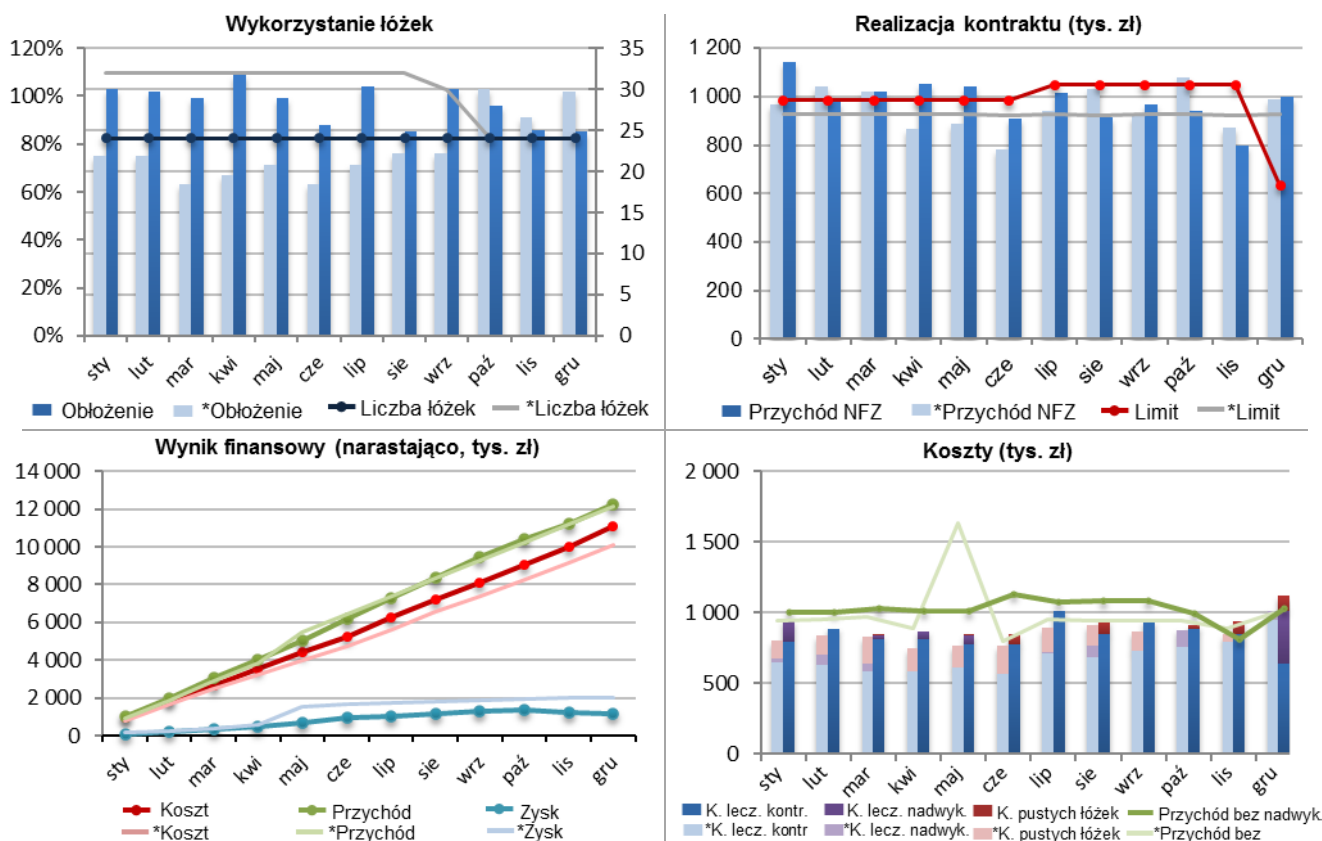 Wykorzystanie łóżek
120%
100%
80%
60%
40%
20%
0%
35
30
25
20
15
10
5
0
sty lut mar kwi maj cze lip sie wrz paź lis gru
Obłożenie *Obłożenie Liczba łóżek *Liczba łóżek
Realizacja kontraktu (tys. zł)
1 200
1 000
800
600
400
200
0
sty lut mar kwi maj cze lip sie wrz paź lis gru
Przychód NFZ *Przychód NFZ Limit *Limit
Wynik finansowy (narastająco, tys. zł)
14 000
12 000
10 000
8 000
6 000
4 000
2 000
0
sty lut mar kwi maj cze lip sie wrz paź lis gru
Koszt Przychód Zysk
*Koszt *Przychód *Zysk
Koszty (tys. zł)
2 000
1 500
1 000
500
0
sty lut mar kwi maj cze lip sie wrz paź lis gru
K. lecz. kontr. K. lecz. nadwyk. K. pustych łóżek Przychód bez nadwyk.
*K. lecz. kontr *K. lecz. nadwyk. *K. pustych łóżek *Przychód bez